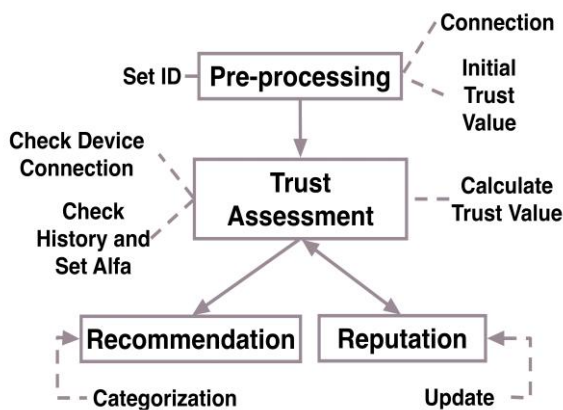 Connection
Set ID
Pre-processing
Initial
Trust
Value
Check Device
Connection
Trust
Assessment
Calculate
Trust Value
Check
History and
Set Alfa
Recommendation
Reputation
Categorization
Update